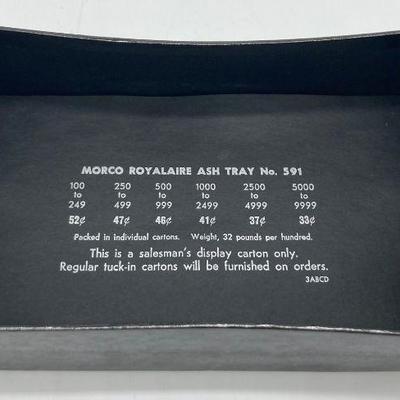 MORCO ROYALAIRE ASH TRAY No. 591
100 250 500 1000 2500 5000
to to to to to to
249 499 999 2499 4999 9999
52¢ 47¢ 46¢ 41¢ 37¢ 33¢
Packed in individual cartons. Weight, 32 pounds per hundred.
This is a salesman's display carton only.
Regular tuck-in cartons will be furnished on orders.
3ABCD